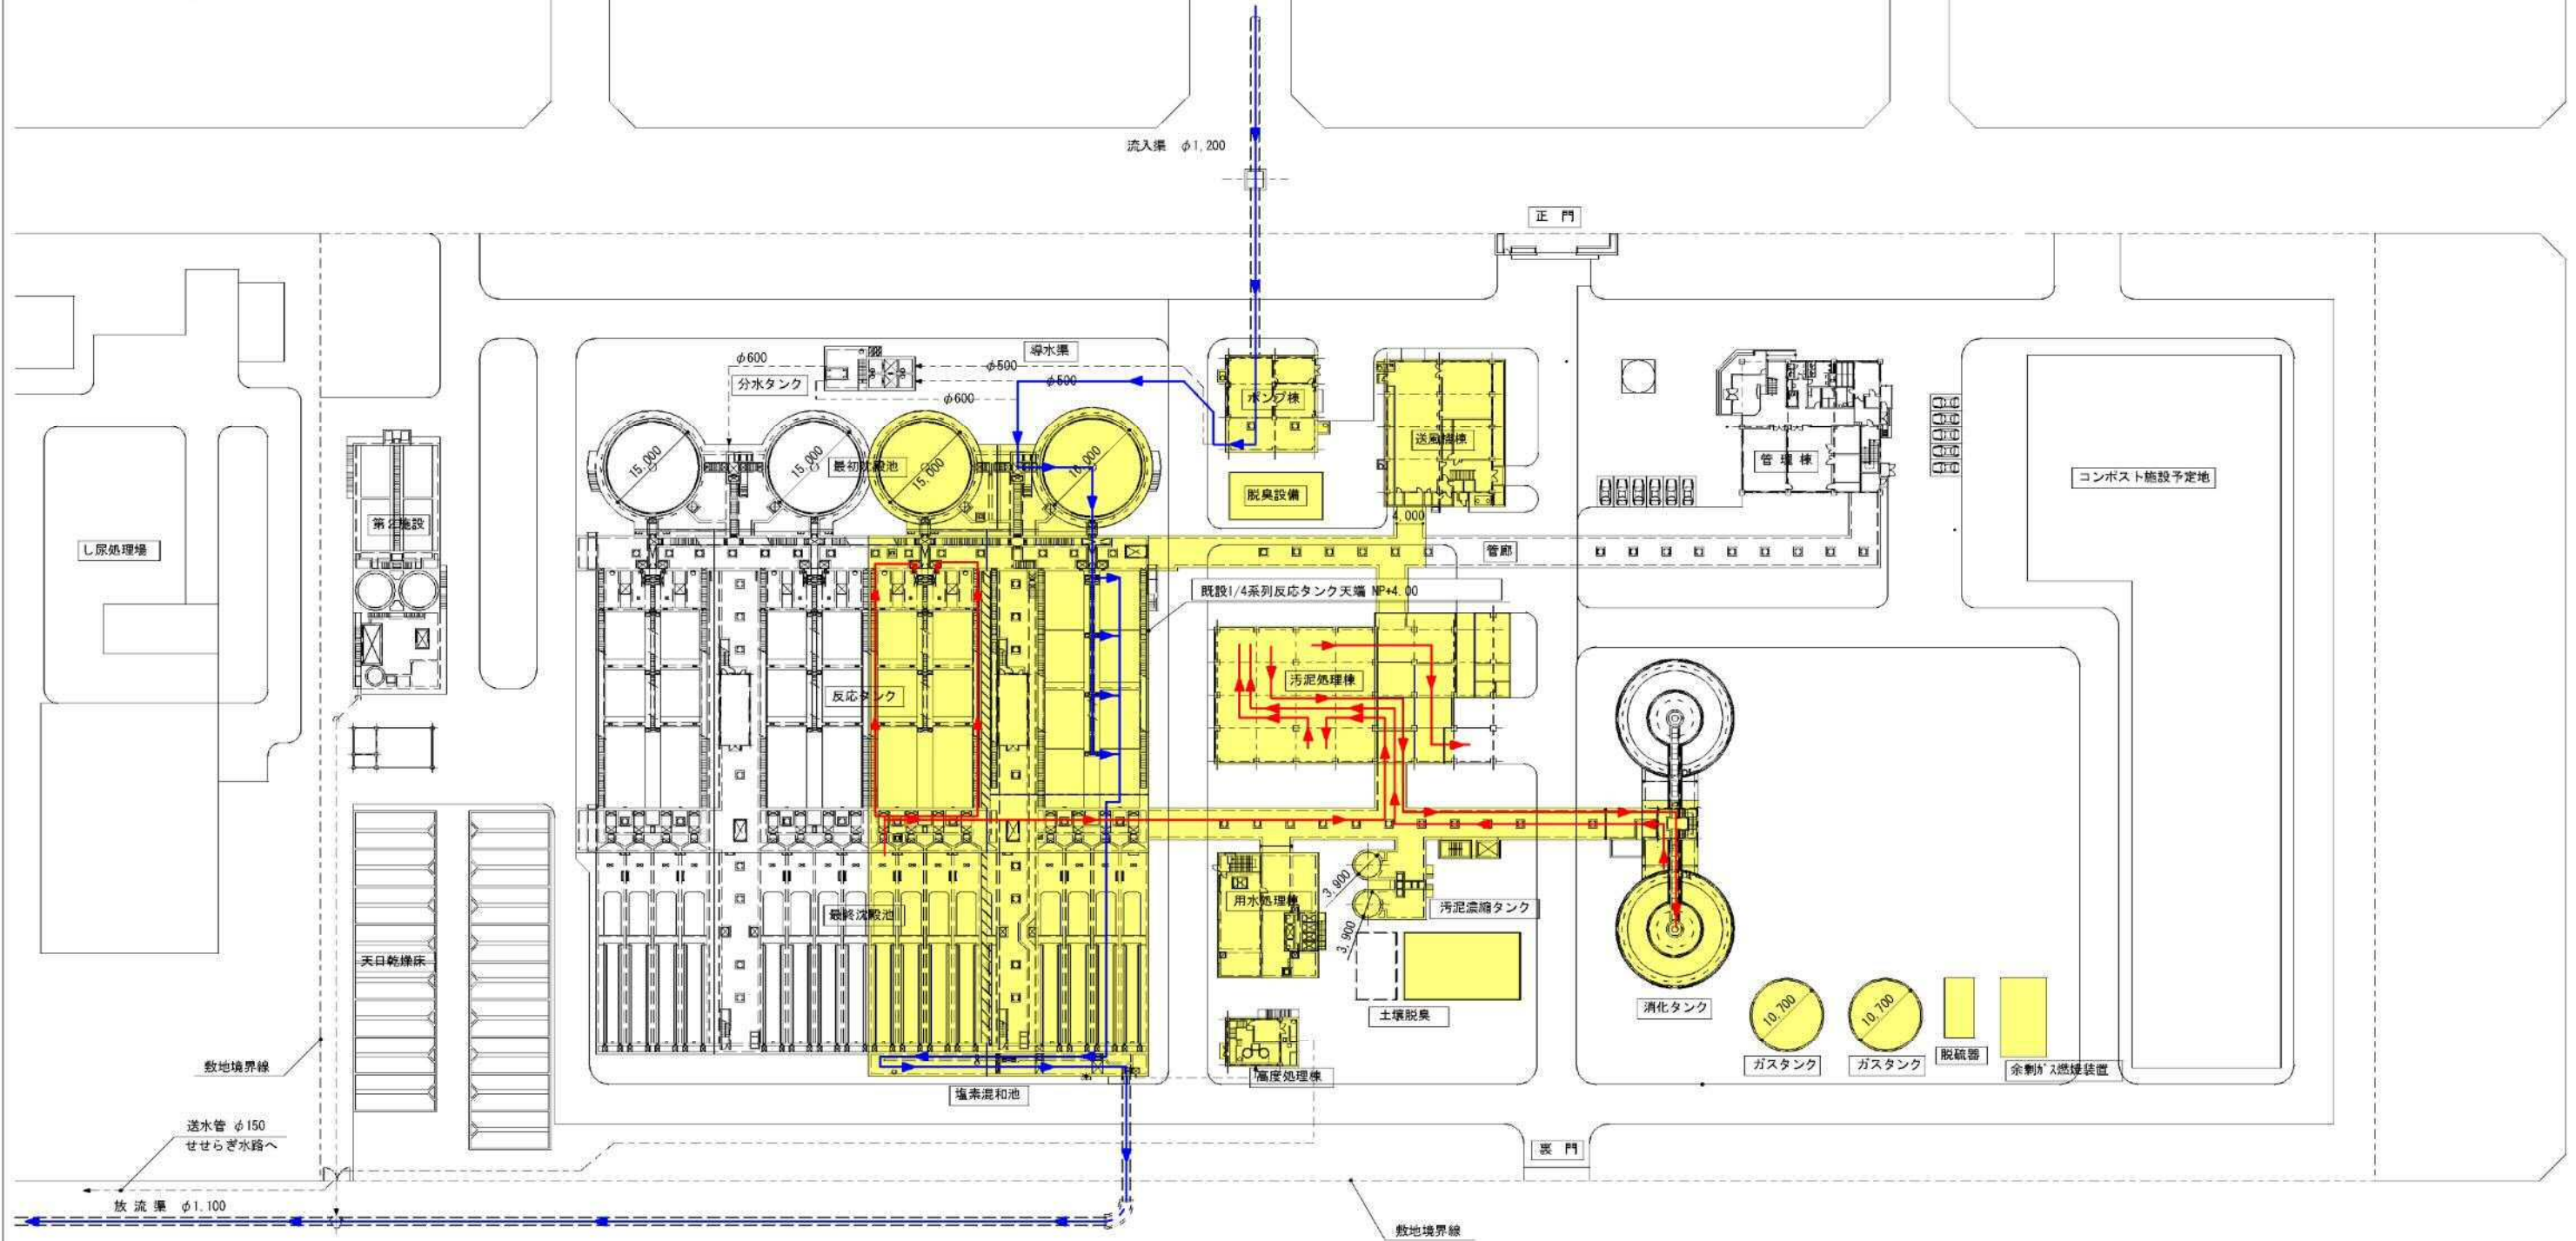 流入渠 φ1,200
正 門
導水渠
φ600
φ500
分水タンク
φ500
φ600
ポンプ棟
送風機棟
15,000
15,000
最初沈殿池
15,000
管 理 棟
コンポスト施設予定地
脱臭設備
第2施設
4,000
し尿処理場
管廊
既設1/4系列反応タンク天端 NP+4.00
汚泥処理棟
反応タンク
3,900
用水処理棟
汚泥濃縮タンク
最終沈殿池
3,900
天日乾燥床
消化タンク
土壌脱臭
10,700
10,700
脱硫器
ガスタンク
ガスタンク
余剰ガス燃焼装置
敷地境界線
高度処理棟
塩素混和池
送水管 φ150
せせらぎ水路へ
裏 門
放 流 渠 φ1,100
敷地境界線